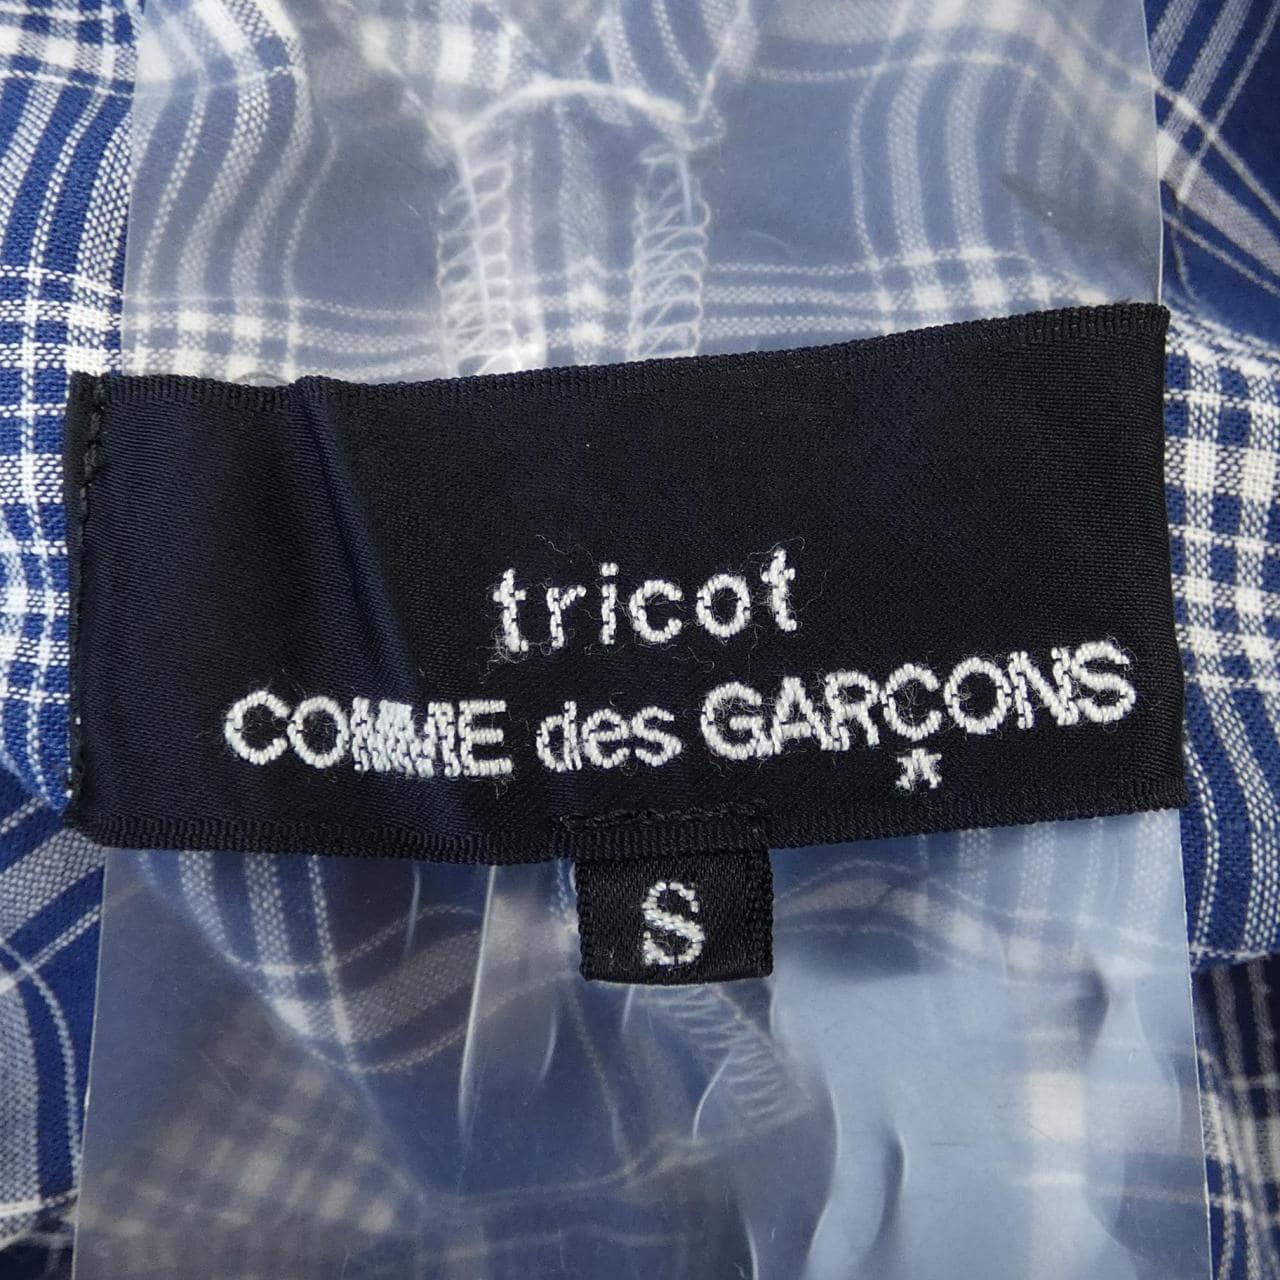 tricot
COMME des GARCONS
*
S